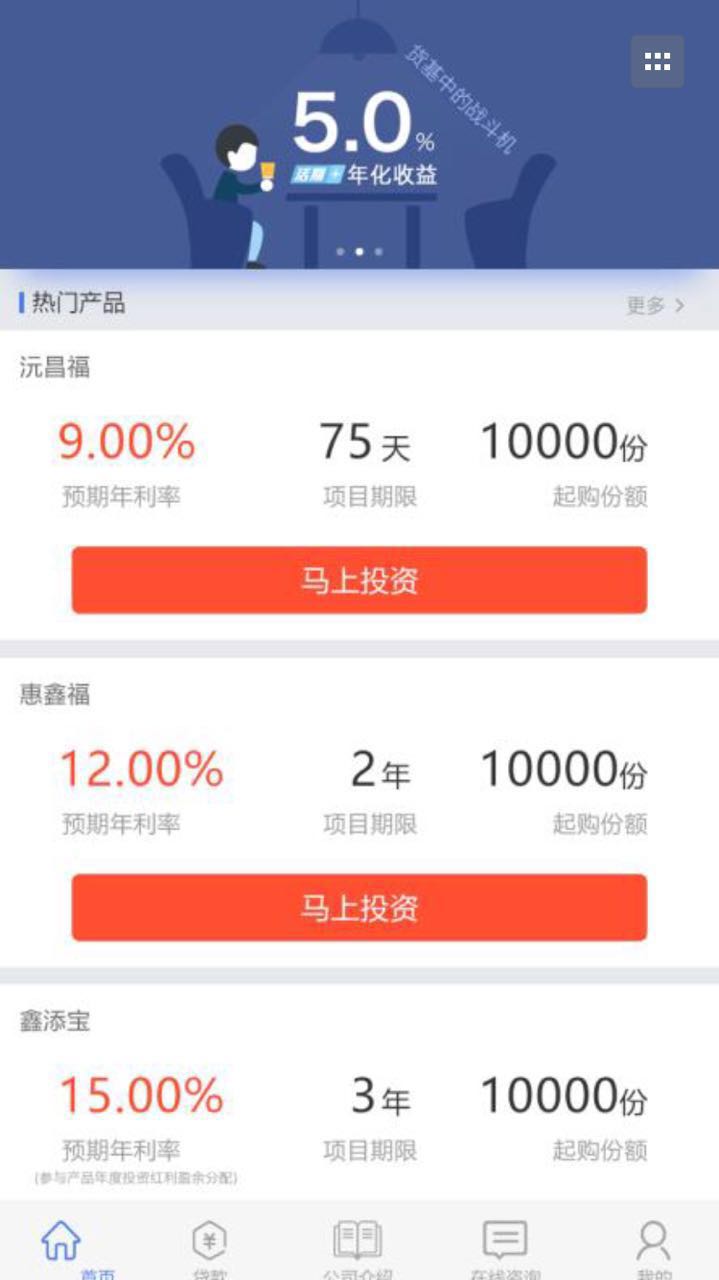 货基中的战斗机
5.0%
活期+年化收益
热门产品
更多
沅昌福
9.00% 75天 10000份
预期年利率 项目期限 起购份额
马上投资
惠鑫福
12.00% 2年 10000份
预期年利率 项目期限 起购份额
马上投资
鑫添宝
15.00% 3年 10000份
预期年利率 项目期限 起购份额
(参与产品年度投资红利盈余分配)
首页 贷款 公司介绍 在线咨询 我的